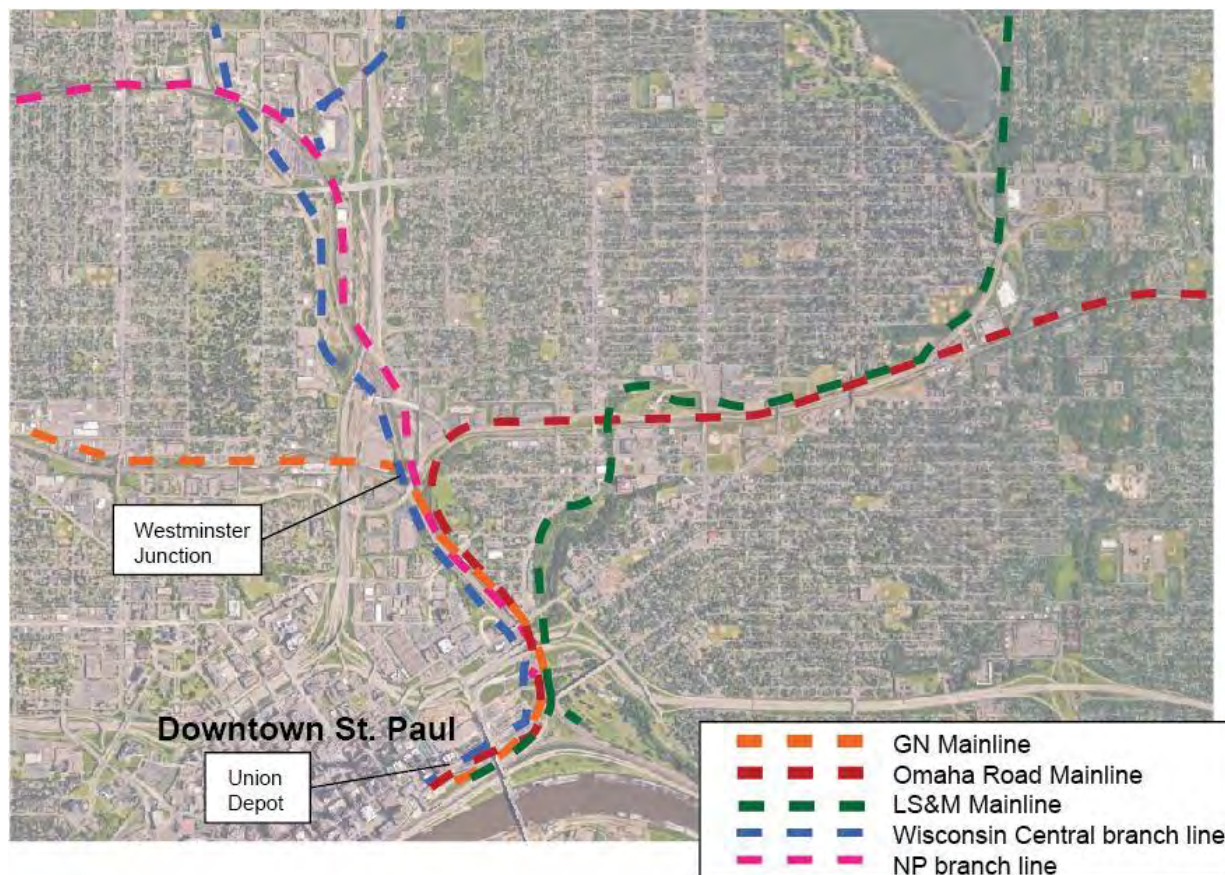 Westminster
Junction
Downtown St. Paul
Union
Depot
GN Mainline
Omaha Road Mainline
LS&M Mainline
Wisconsin Central branch line
NP branch line